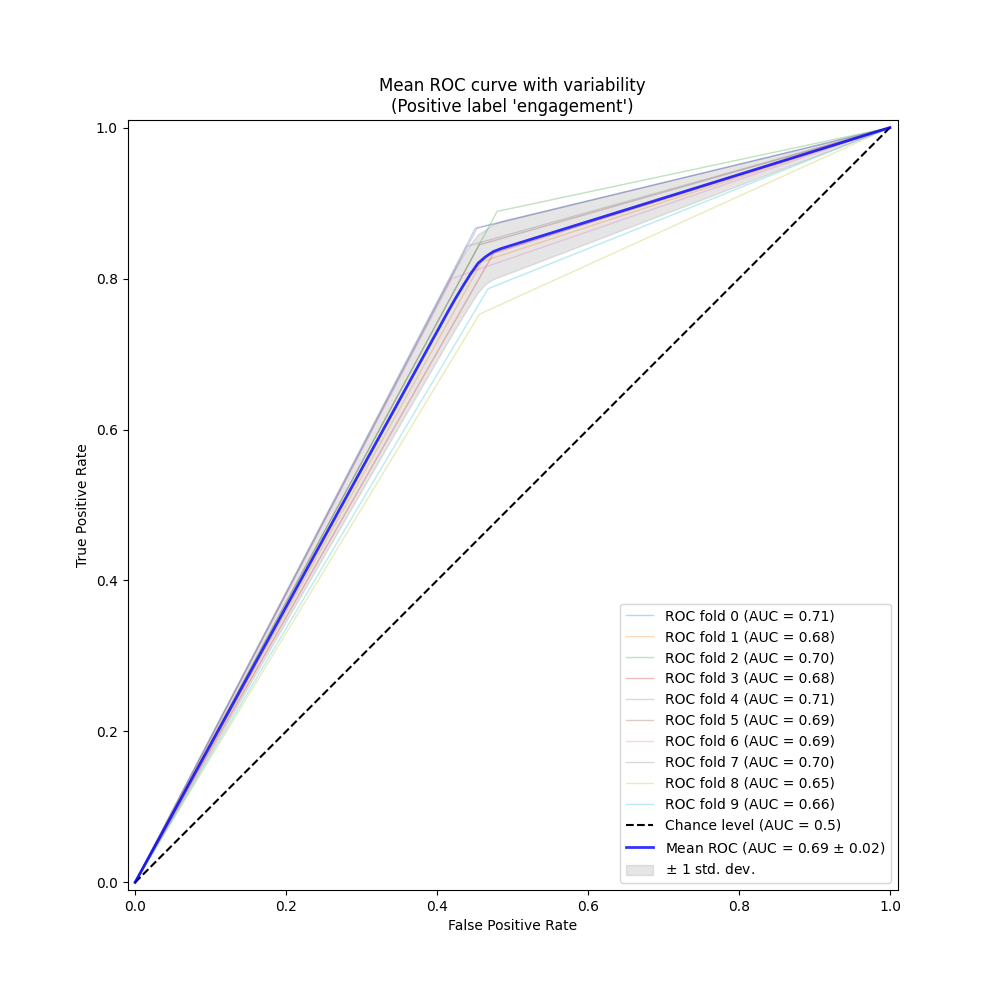 Mean ROC curve with variability
(Positive label 'engagement')
True Positive Rate
1.0
0.8
0.6
0.4
0.2
0.0
0.0 0.2 0.4 0.6 0.8 1.0
False Positive Rate
ROC fold 0 (AUC = 0.71)
ROC fold 1 (AUC = 0.68)
ROC fold 2 (AUC = 0.70)
ROC fold 3 (AUC = 0.68)
ROC fold 4 (AUC = 0.71)
ROC fold 5 (AUC = 0.69)
ROC fold 6 (AUC = 0.69)
ROC fold 7 (AUC = 0.70)
ROC fold 8 (AUC = 0.65)
ROC fold 9 (AUC = 0.66)
Chance level (AUC = 0.5)
Mean ROC (AUC = 0.69 ± 0.02)
± 1 std. dev.